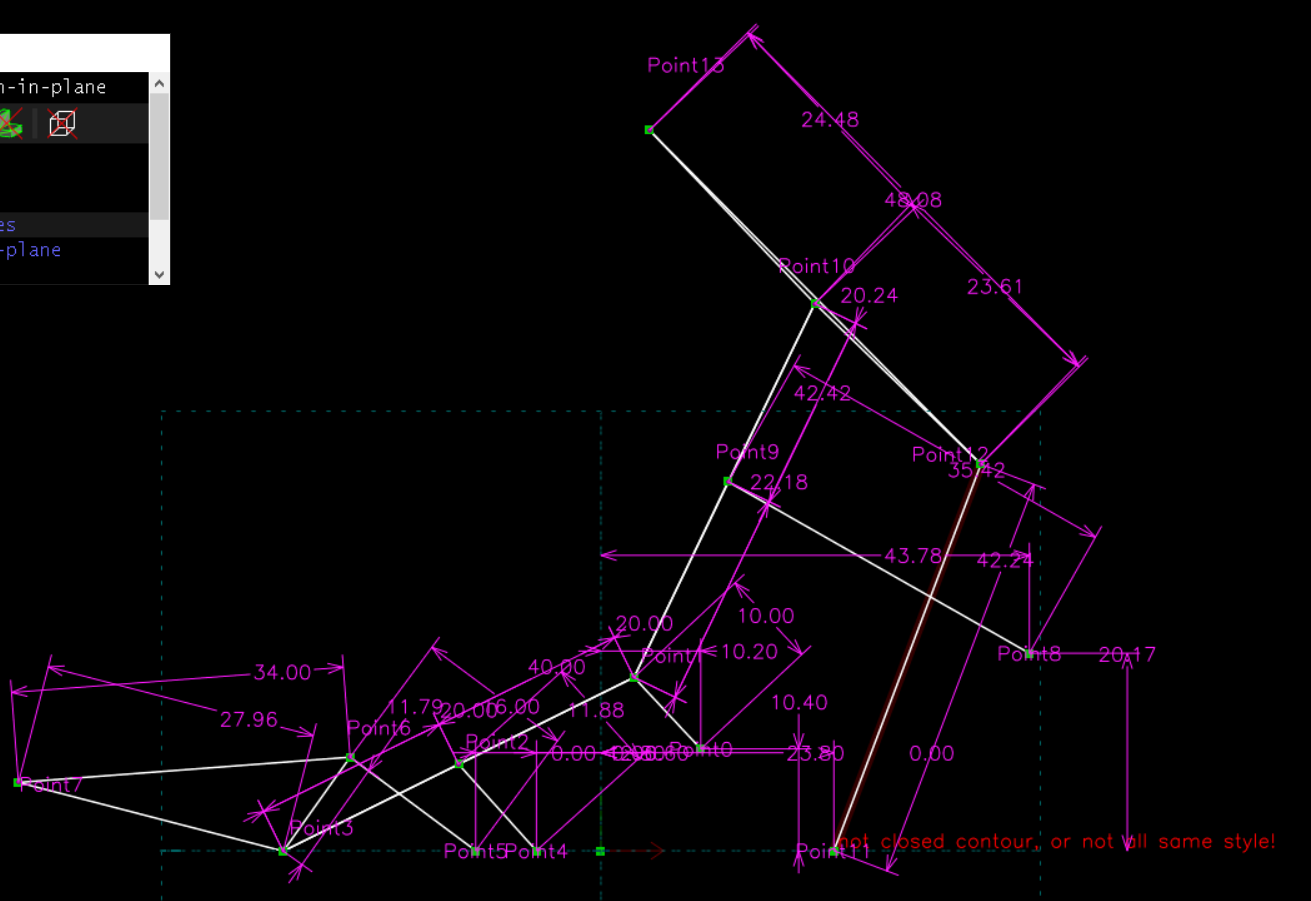 n-in-plane
es
-plane
Point13
24.48
48.08
Point10
20.24
23.61
42.42
Point9
Point12
35.42
22.18
43.78
42.24
20.00
10.00
Point1
10.20
Point8
20.17
40.00
34.00
11.79
20.00
6.00
11.88
10.40
27.96
Point6
Point2
0.00
Point0
23.80
0.00
Point7
Point3
Point5
Point4
Point11
not closed contour, or not all same style!